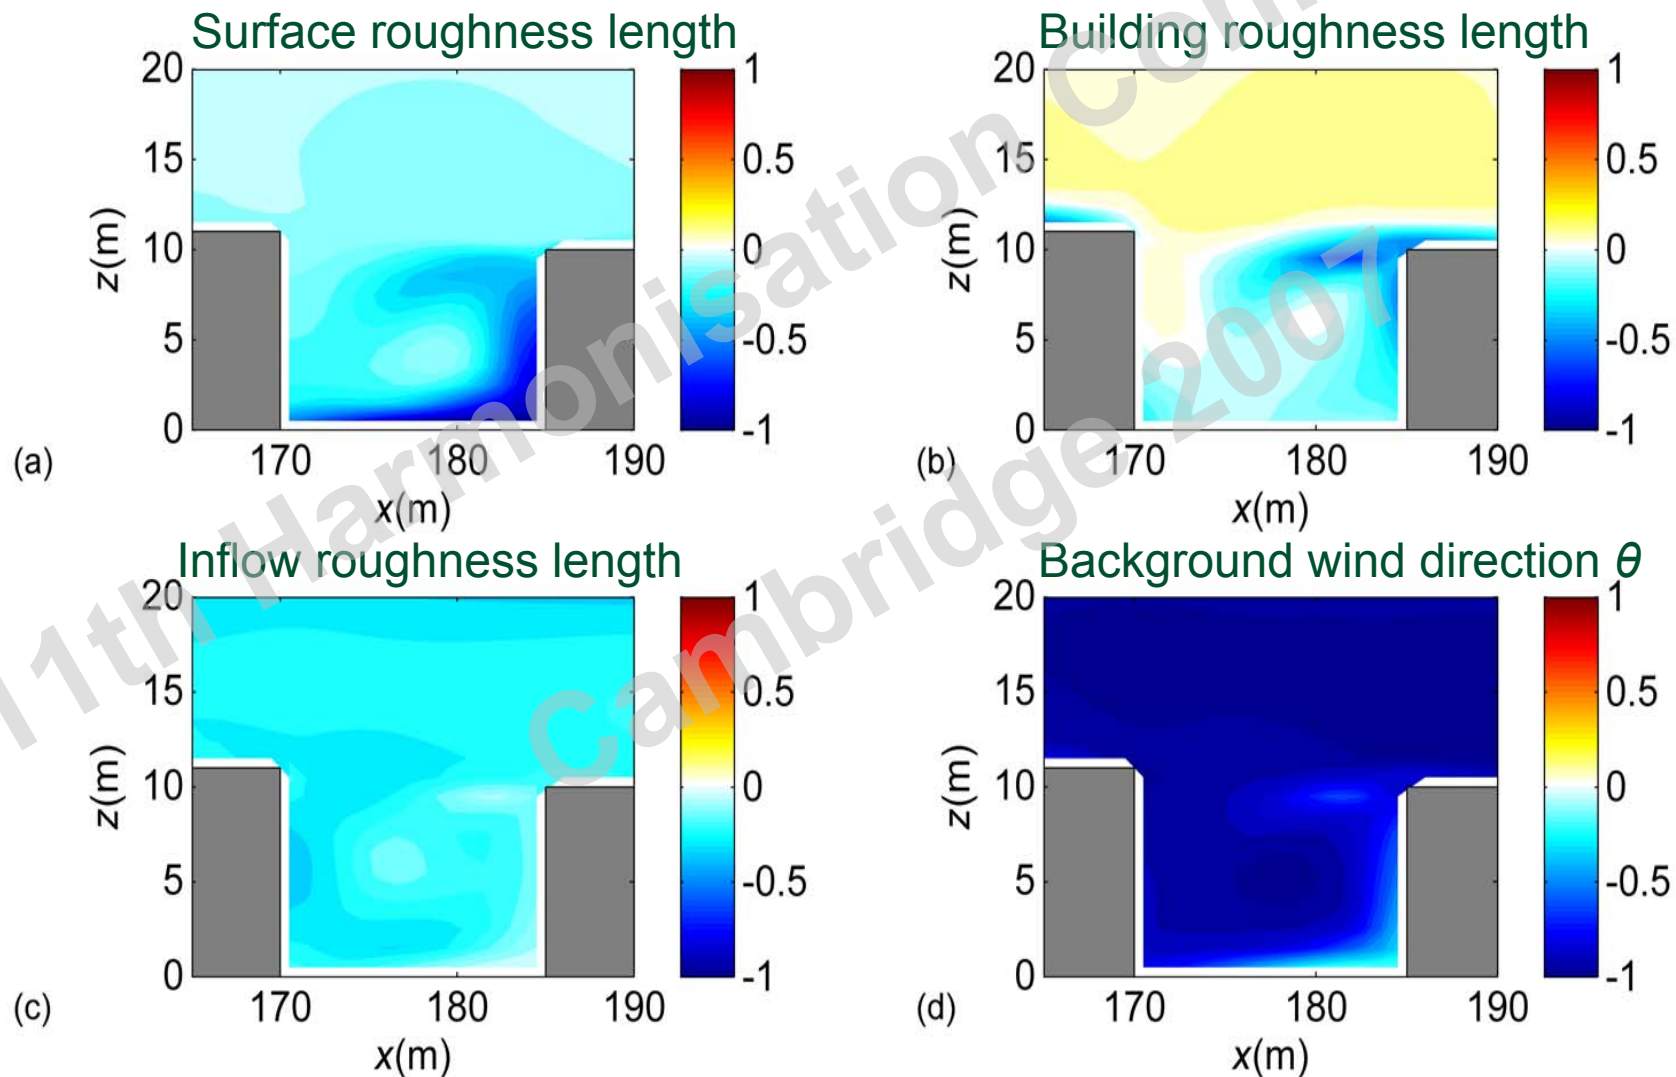 Surface roughness length
20
15
10
5
0
z(m)
170 180 190
x(m)
1
0.5
0
-0.5
-1
(a)
Building roughness length
20
15
10
5
0
z(m)
170 180 190
x(m)
1
0.5
0
-0.5
-1
(b)
Inflow roughness length
20
15
10
5
0
z(m)
170 180 190
x(m)
1
0.5
0
-0.5
-1
(c)
Background wind direction θ
20
15
10
5
0
z(m)
170 180 190
x(m)
1
0.5
0
-0.5
-1
(d)
11th Harmonisation
Cambridge 2007